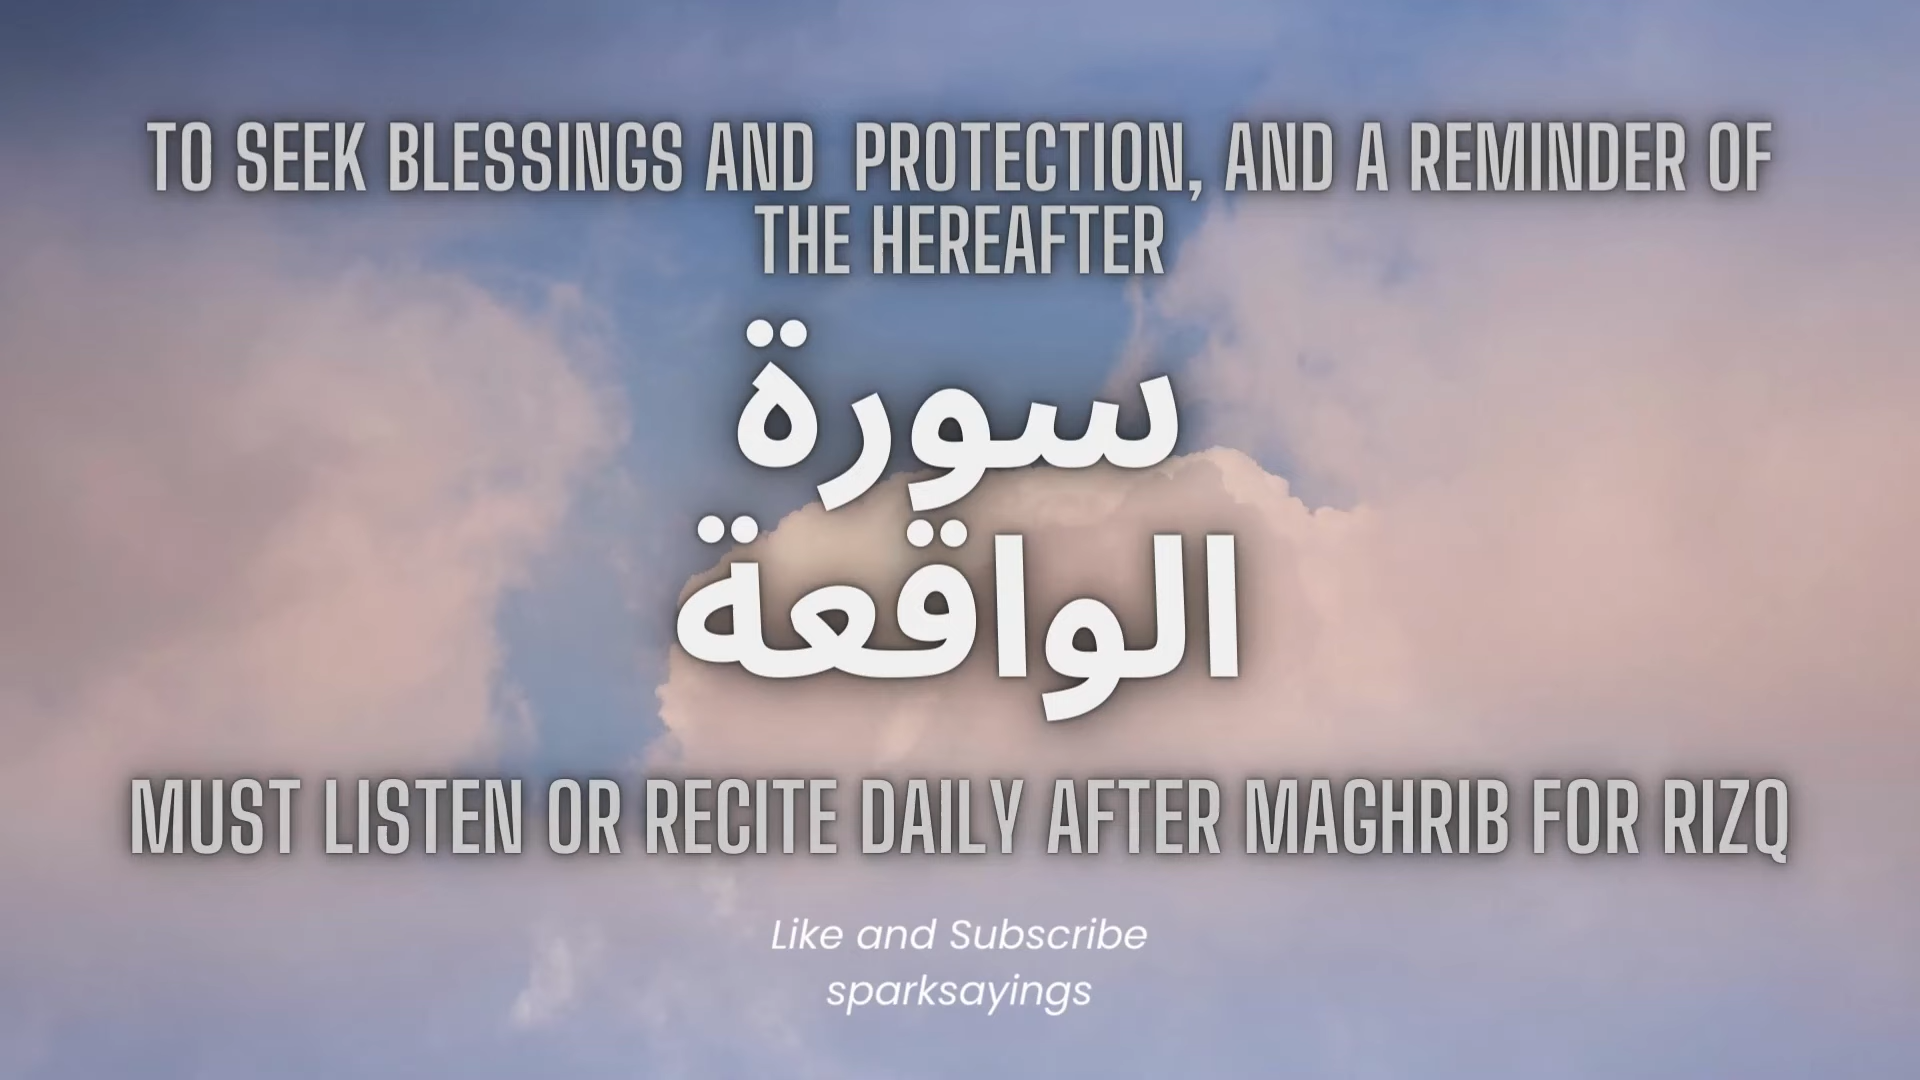 TO SEEK BLESSINGS AND PROTECTION, AND A REMINDER OF
THE HEREAFTER
سورة
الواقعة
MUST LISTEN OR RECITE DAILY AFTER MAGHRIB FOR RIZQ
Like and Subscribe
sparksayings